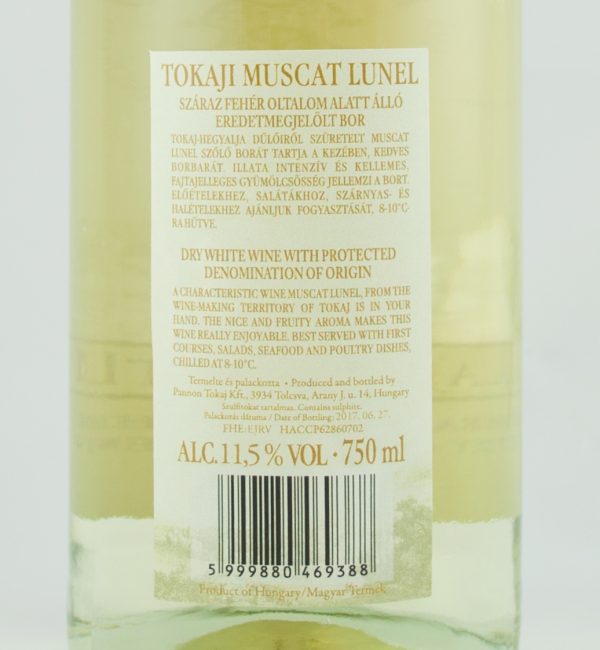 TOKAJI MUSCAT LUNEL
SZÁRAZ FEHÉR OLTALOM ALATT ÁLLÓ
EREDETMEGJELÖLT BOR
TOKAJ-HEGYALJA DŰLŐIRŐL SZÜRETELT MUSCAT
LUNEL SZŐLŐ BORÁT TARTJA A KEZÉBEN, KEDVES
BORBARÁT. ILLATA INTENZÍV ÉS KELLEMES,
FAJTAJELLEGES GYÜMÖLCSÖSSÉG JELLEMZI A BORT.
ELŐÉTELEKHEZ, SALÁTÁKHOZ, SZÁRNYAS- ÉS
HALÉTELEKHEZ AJÁNLJUK FOGYASZTÁSÁT, 8-10°C-
RA HŰTVE.
DRY WHITE WINE WITH PROTECTED
DENOMINATION OF ORIGIN
A CHARACTERISTIC WINE MUSCAT LUNEL, FROM THE
WINE-MAKING TERRITORY OF TOKAJ IS IN YOUR
HAND. THE NICE AND FRUITY AROMA MAKES THIS
WINE REALLY ENJOYABLE. BEST SERVED WITH FIRST
COURSES, SALADS, SEAFOOD AND POULTRY DISHES,
CHILLED AT 8-10°C.
Termelte és palackozta • Produced and bottled by
Pannon Tokaj Kft., 3934 Tolcsva, Arany J. u. 14, Hungary
Szulfitokat tartalmaz. Contains sulphite.
Palackozás dátuma / Date of Bottling: 2017. 06. 27.
FHE:EJRV HACCP62860702
ALC. 11,5 % VOL • 750 ml
5 999880 469388
Product of Hungary/Magyar Termék